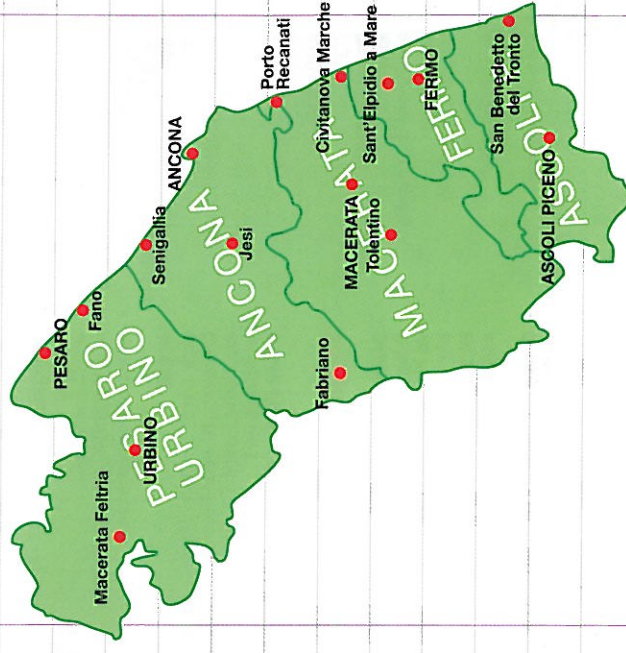 PESARO
Fano
PESARO
URBINO
URBINO
Macerata Feltria
Senigallia
ANCONA
Jesi
ANCONA
Porto
Recanati
Fabriano
Civitanova Marche
MACERATA
MACERATA
Tolentino
Sant'Elpidio a Mare
FERMO
FERMO
San Benedetto
del Tronto
ASCOLI PICENO
ASCOLI